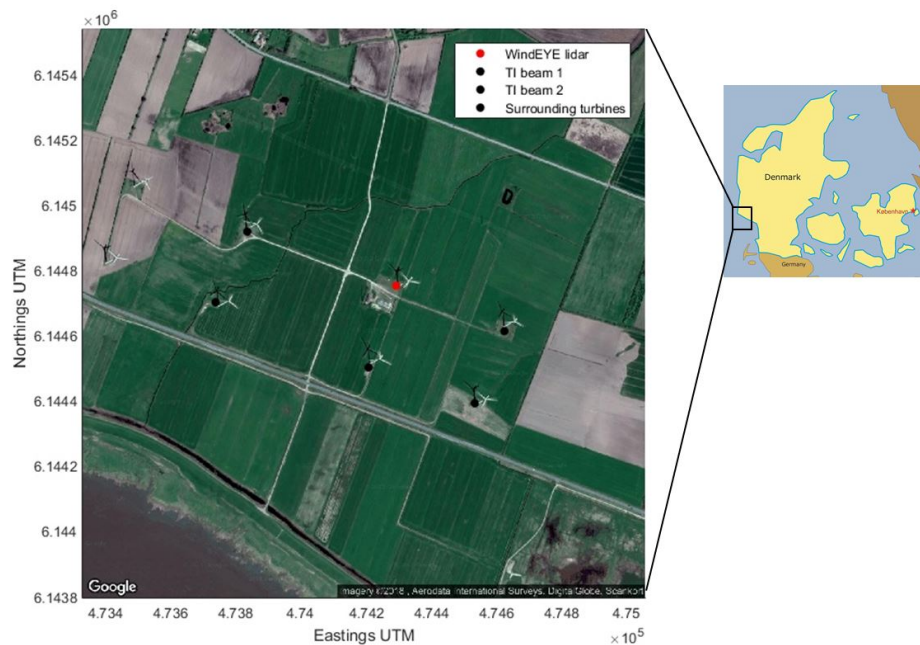 × 10⁶
6.1454
6.1452
6.145
6.1448
6.1446
6.1444
6.1442
6.144
6.1438
Northings UTM
WindEYE lidar
TI beam 1
TI beam 2
Surrounding turbines
Google
Imagery ©2018 , Aerodata International Surveys, DigitalGlobe, Scankort
4.734
4.736
4.738
4.74
4.742
4.744
4.746
4.748
4.75
Eastings UTM
× 10⁵
Denmark
København
Germany